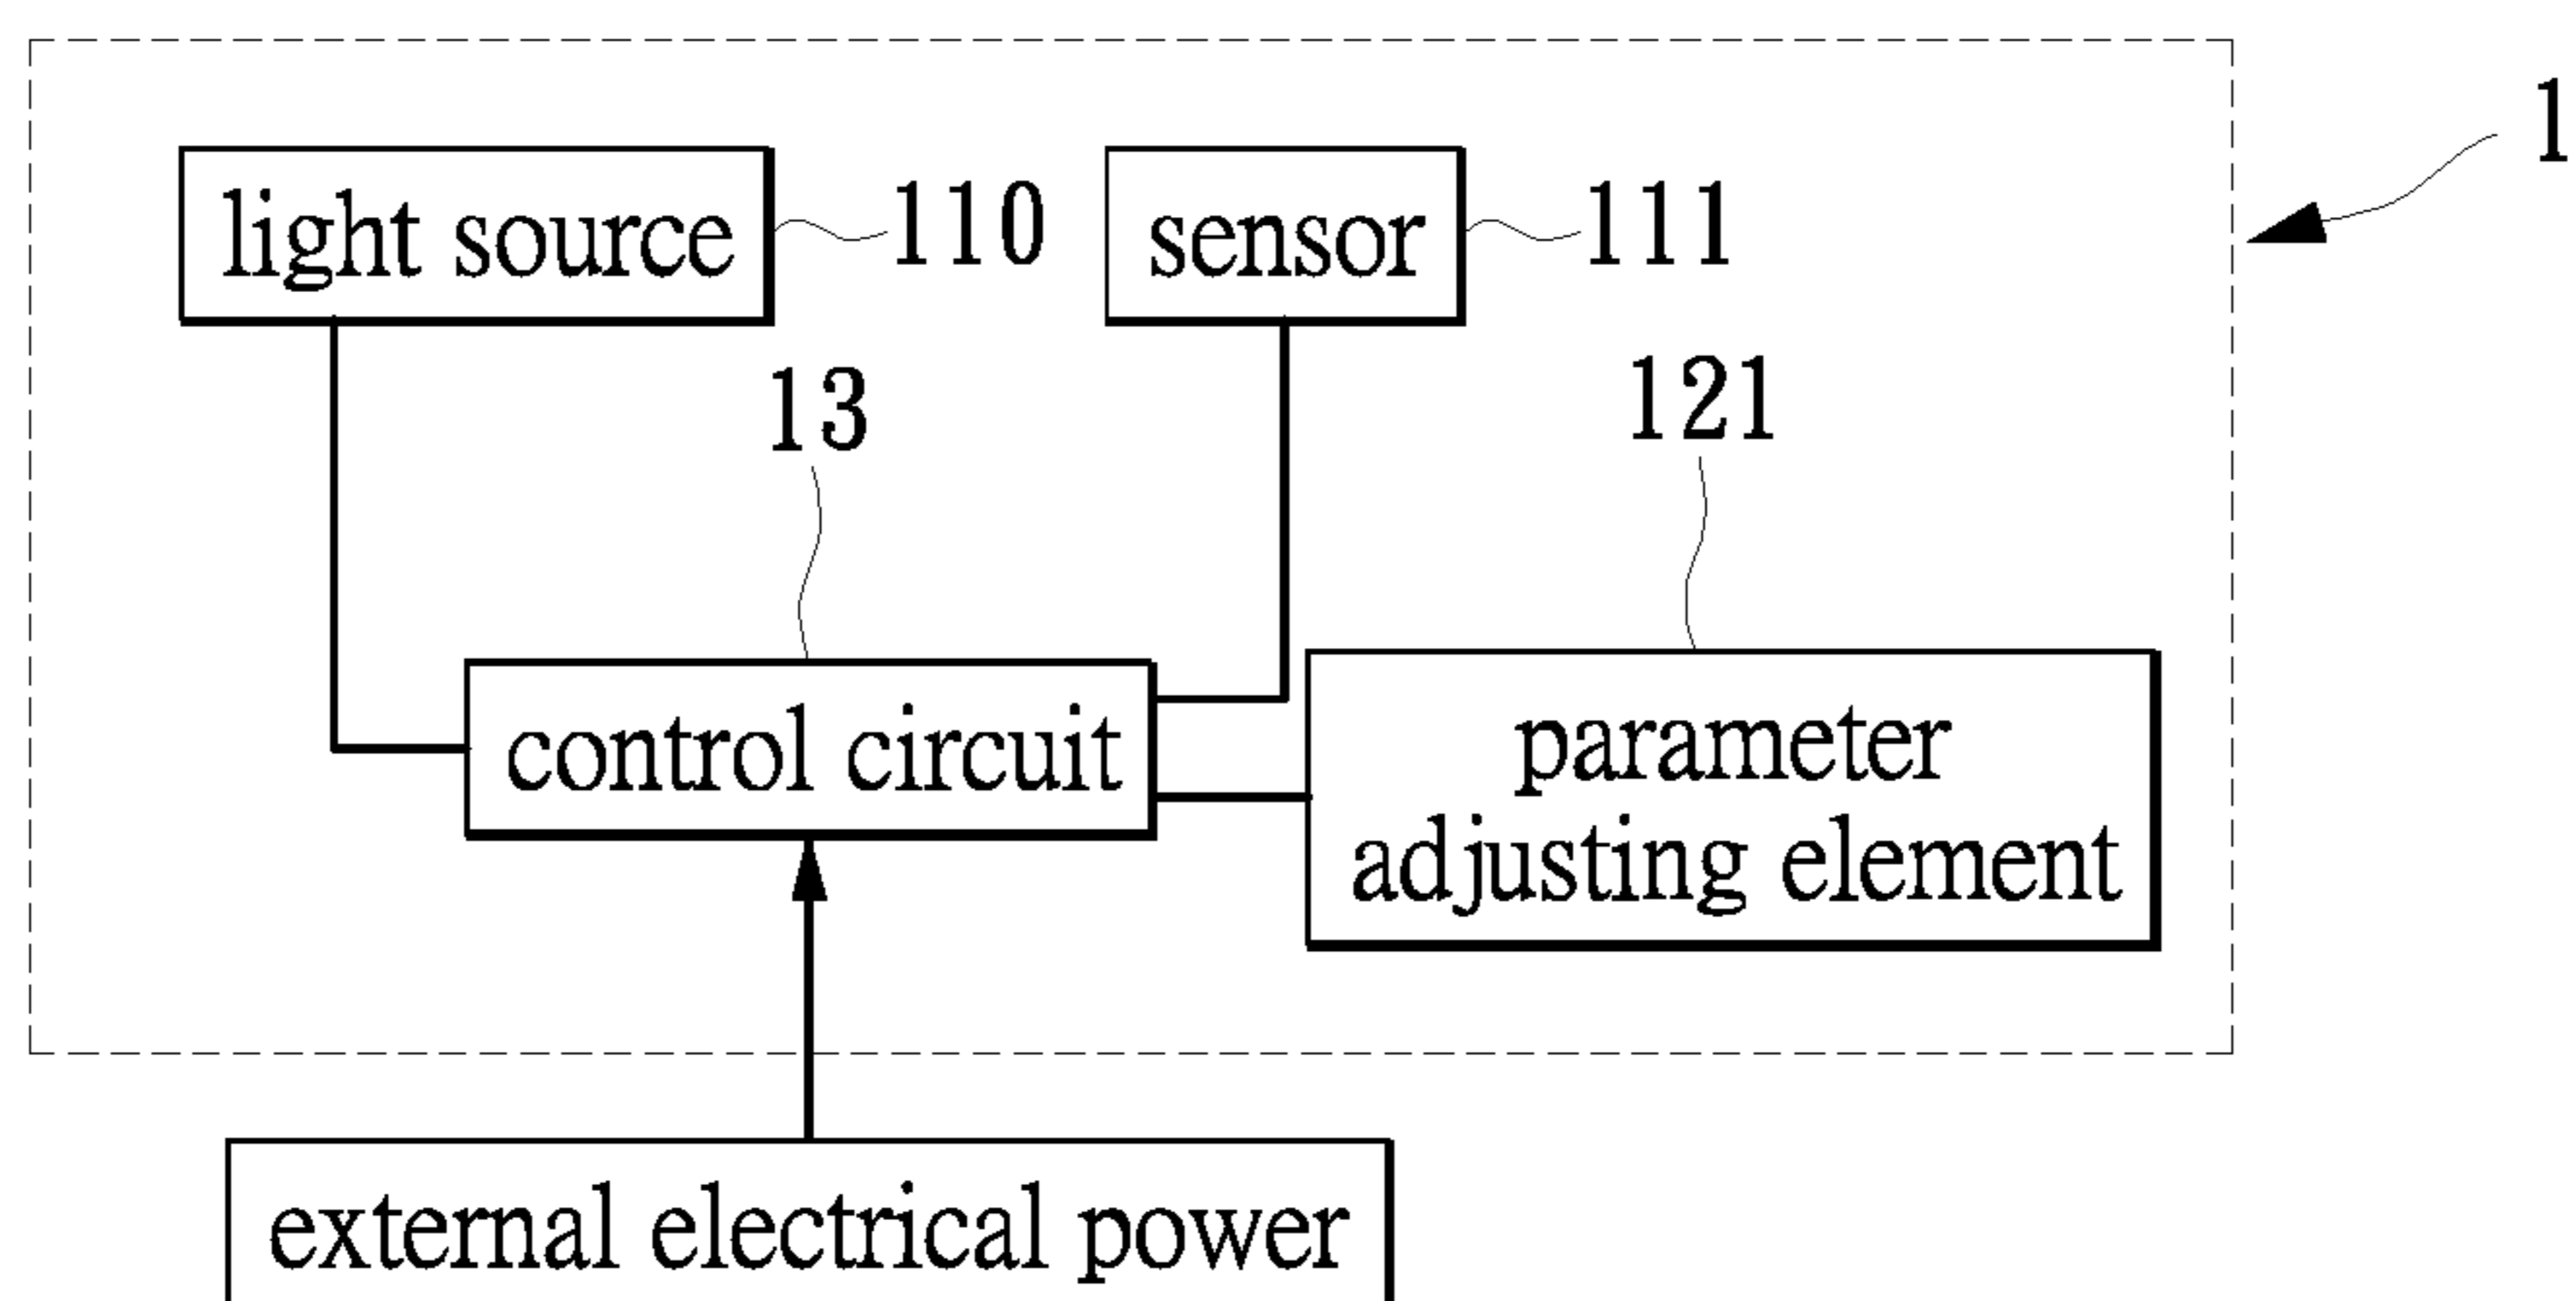 1
light source
110
sensor
111
13
121
control circuit
parameter
adjusting element
external electrical power